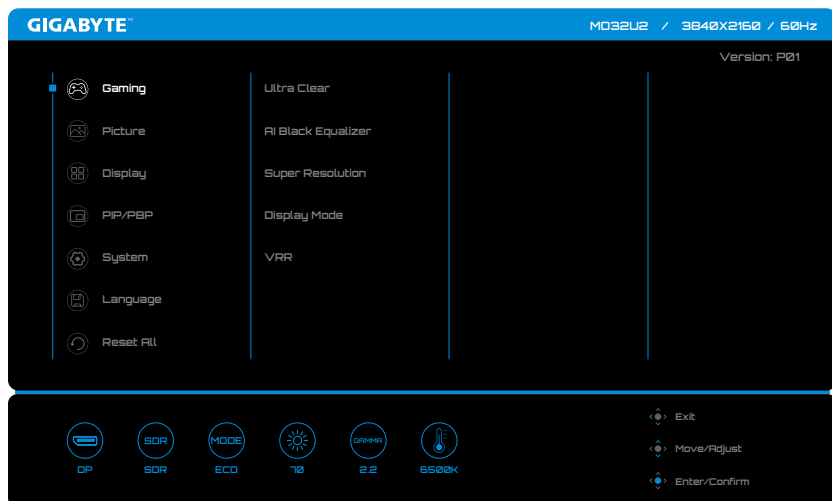 GIGABYTE™ MO32U2 / 3840X2160 / 60Hz
Version: P01
Gaming Ultra Clear
Picture AI Black Equalizer
Display Super Resolution
PIP/PBP Display Mode
System VRR
Language
Reset All
SDR MODE GAMMA
DP SDR ECO 70 2.2 6500K
Exit
Move/Adjust
Enter/Confirm